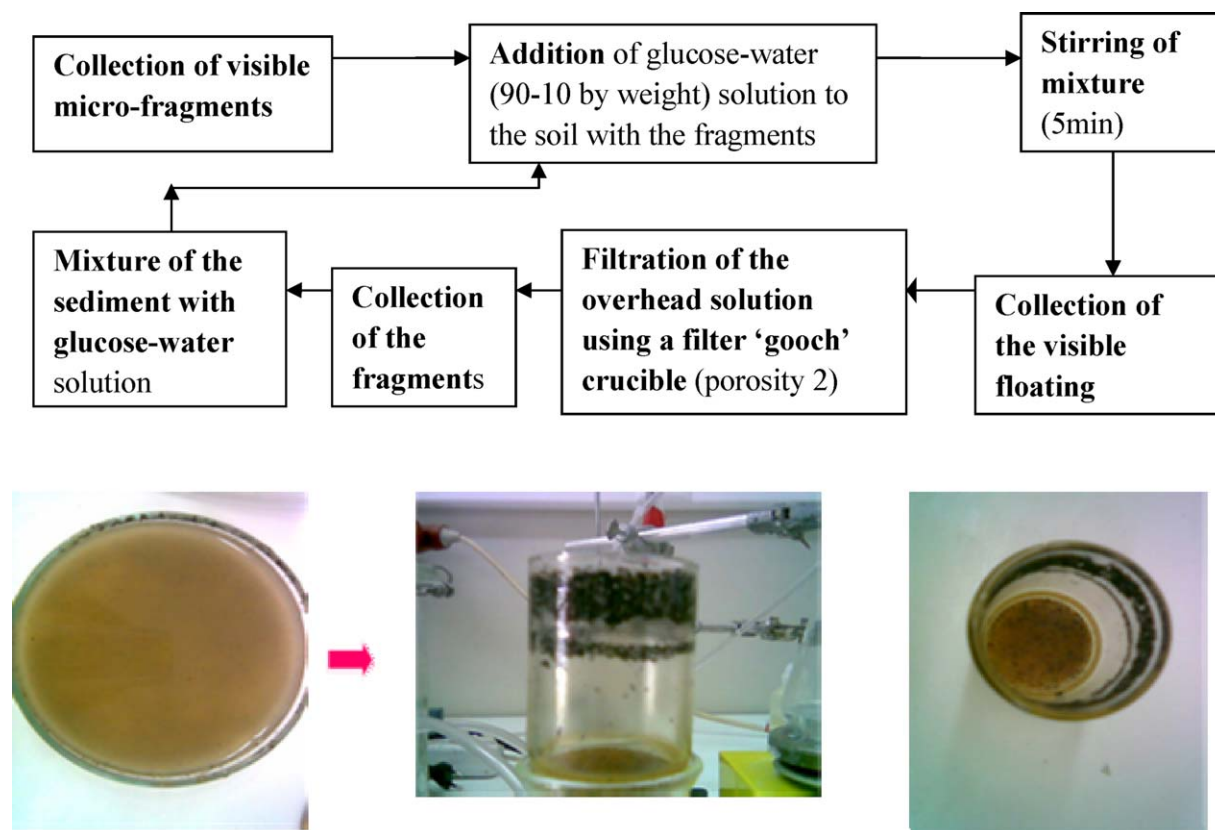 Collection of visible
micro-fragments
Addition of glucose-water
(90-10 by weight) solution to
the soil with the fragments
Stirring of
mixture
(5min)
Collection of
the visible
floating
Filtration of the
overhead solution
using a filter ‘gooch’
crucible (porosity 2)
Collection
of the
fragments
Mixture of the
sediment with
glucose-water
solution